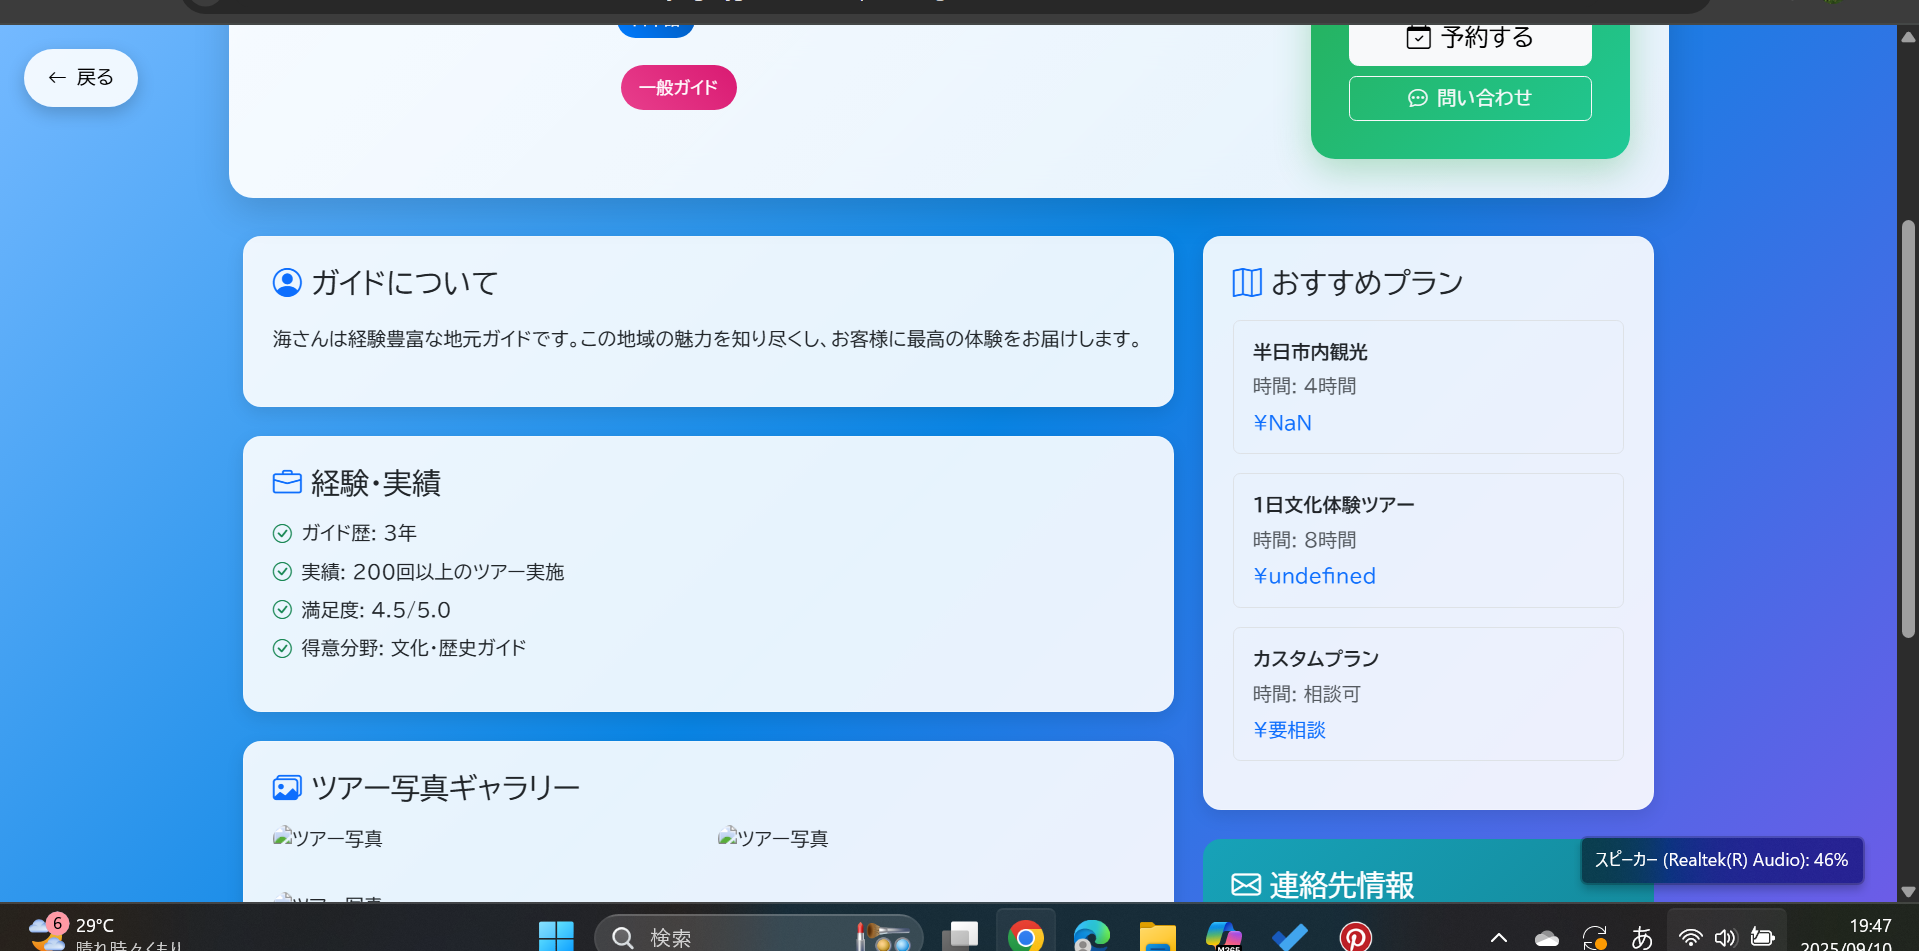 ← 戻る
一般ガイド
予約する
問い合わせ
ガイドについて
海さんは経験豊富な地元ガイドです。この地域の魅力を知り尽くし、お客様に最高の体験をお届けします。
経験・実績
ガイド歴: 3年
実績: 200回以上のツアー実施
満足度: 4.5/5.0
得意分野: 文化・歴史ガイド
ツアー写真ギャラリー
ツアー写真
ツアー写真
ツアー写真
おすすめプラン
半日市内観光
時間: 4時間
¥NaN
1日文化体験ツアー
時間: 8時間
¥undefined
カスタムプラン
時間: 相談可
¥要相談
連絡先情報
スピーカー (Realtek(R) Audio): 46%
6
29°C
晴れ時々くもり
検索
M365
あ
19:47
2025/09/10